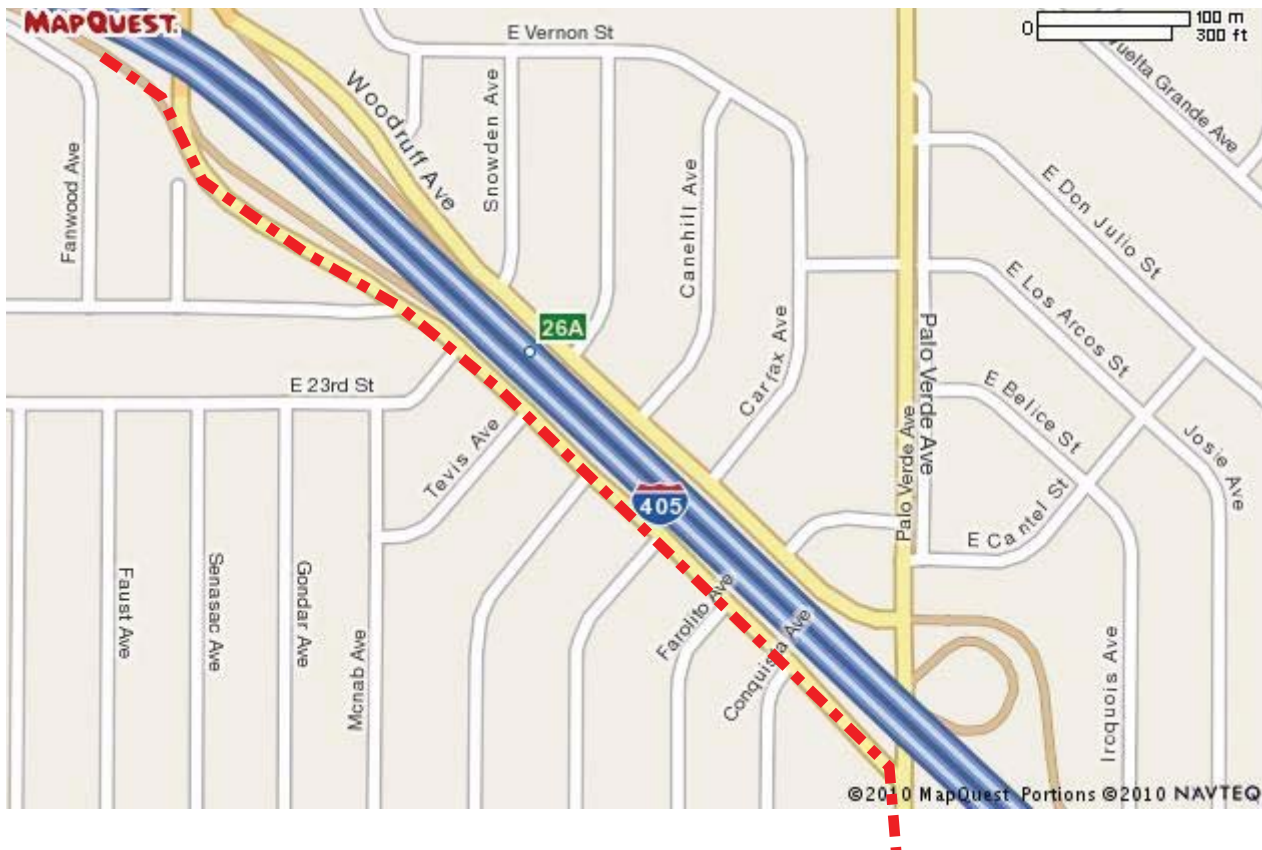 MAPQUEST.
0
100 m
300 ft
E Vernon St
Woodruff Ave
Snowden Ave
Fanwood Ave
Canehill Ave
Grande Ave
E Don Julio St
E Los Arcos St
26A
Carfax Ave
Palo Verde Ave
E 23rd St
E Belice St
Tevis Ave
Palo Verde Ave
Josie Ave
405
E Cantel St
Faust Ave
Senasac Ave
Gondar Ave
Mcnab Ave
Farolito Ave
Conquista Ave
Iroquois Ave
©2010 MapQuest Portions ©2010 NAVTEQ